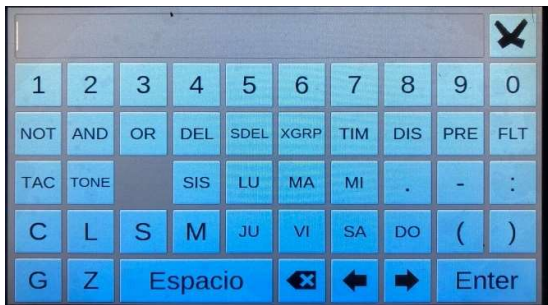 1 2 3 4 5 6 7 8 9 0
NOT AND OR DEL SDEL XGRP TIM DIS PRE FLT
TAC TONE SIS LU MA MI . - :
C L S M JU VI SA DO ( )
G Z Espacio Enter